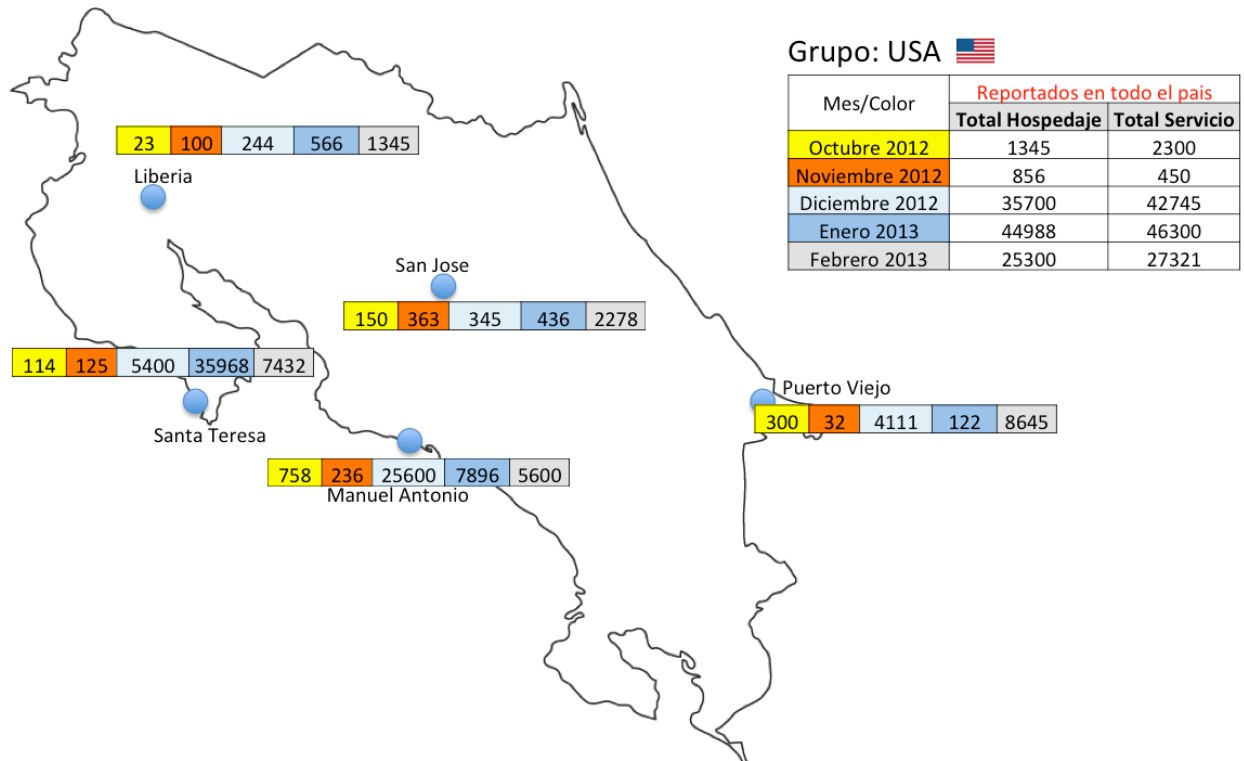 Grupo: USA
Mes/Color
Reportados en todo el pais
Total Hospedaje Total Servicio
Octubre 2012 1345 2300
Noviembre 2012 856 450
Diciembre 2012 35700 42745
Enero 2013 44988 46300
Febrero 2013 25300 27321
23 100 244 566 1345
Liberia
San Jose
150 363 345 436 2278
114 125 5400 35968 7432
Santa Teresa
Puerto Viejo
300 32 4111 122 8645
758 236 25600 7896 5600
Manuel Antonio